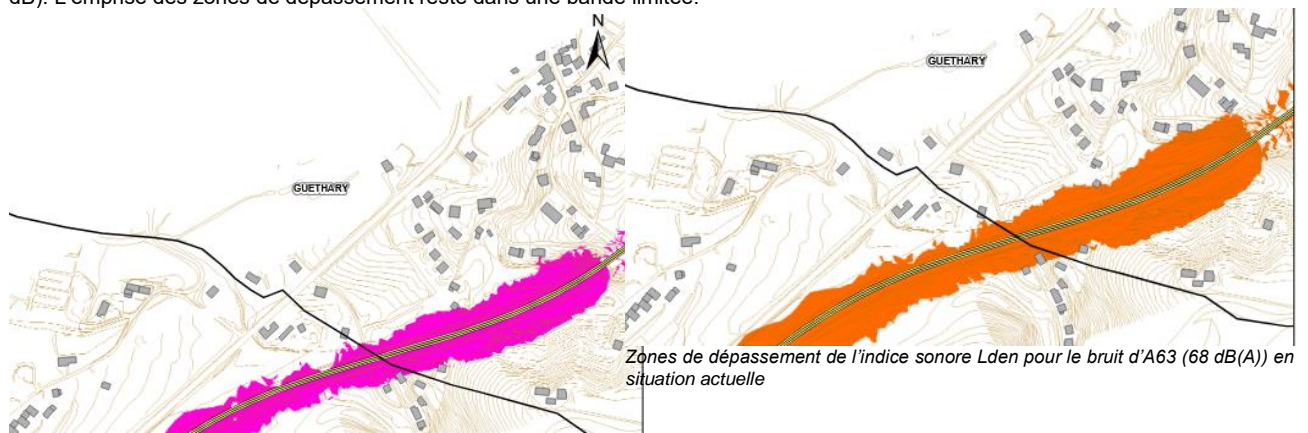 dB). L'emprise des zones de dépassement reste dans une bande limitée.
N
GUETHARY
GUETHARY
Zones de dépassement de l'indice sonore Lden pour le bruit d'A63 (68 dB(A)) en
situation actuelle